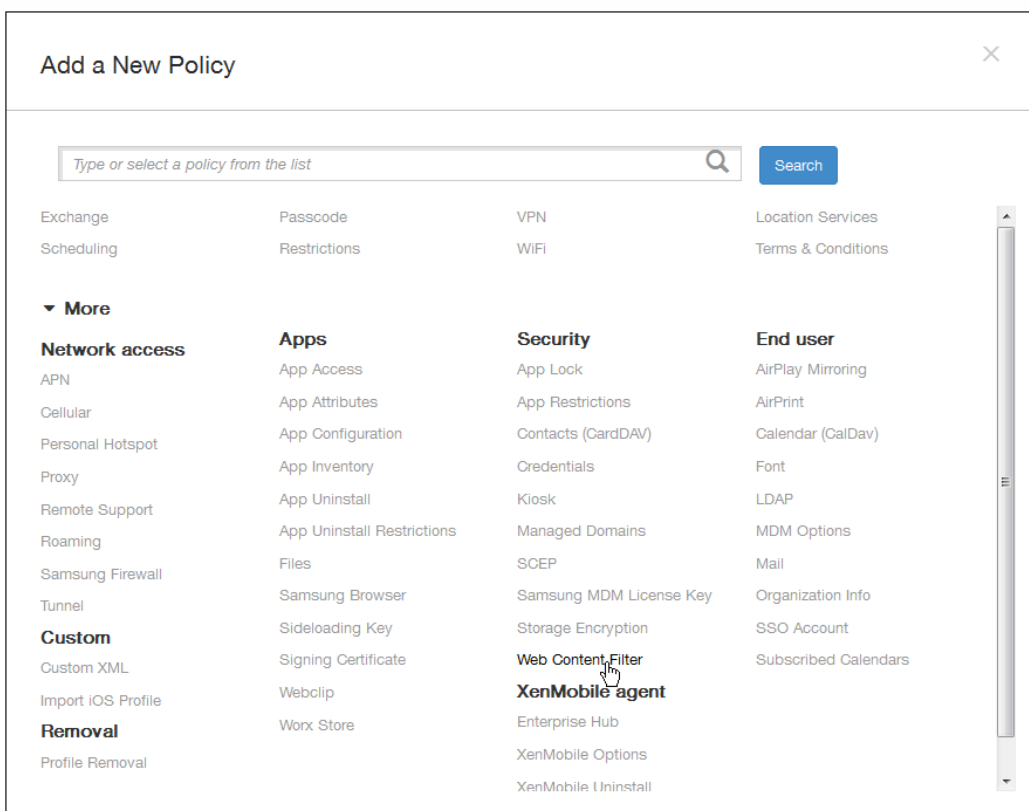 Add a New Policy
Type or select a policy from the list
Search
Exchange
Passcode
VPN
Location Services
Scheduling
Restrictions
WiFi
Terms & Conditions
More
Network access
APN
Cellular
Personal Hotspot
Proxy
Remote Support
Roaming
Samsung Firewall
Tunnel
Custom
Custom XML
Import iOS Profile
Removal
Profile Removal
Apps
App Access
App Attributes
App Configuration
App Inventory
App Uninstall
App Uninstall Restrictions
Files
Samsung Browser
Sideloading Key
Signing Certificate
Webclip
Worx Store
Security
App Lock
App Restrictions
Contacts (CardDAV)
Credentials
Kiosk
Managed Domains
SCEP
Samsung MDM License Key
Storage Encryption
Web Content Filter
XenMobile agent
Enterprise Hub
XenMobile Options
XenMobile Uninstall
End user
AirPlay Mirroring
AirPrint
Calendar (CalDav)
Font
LDAP
MDM Options
Mail
Organization Info
SSO Account
Subscribed Calendars